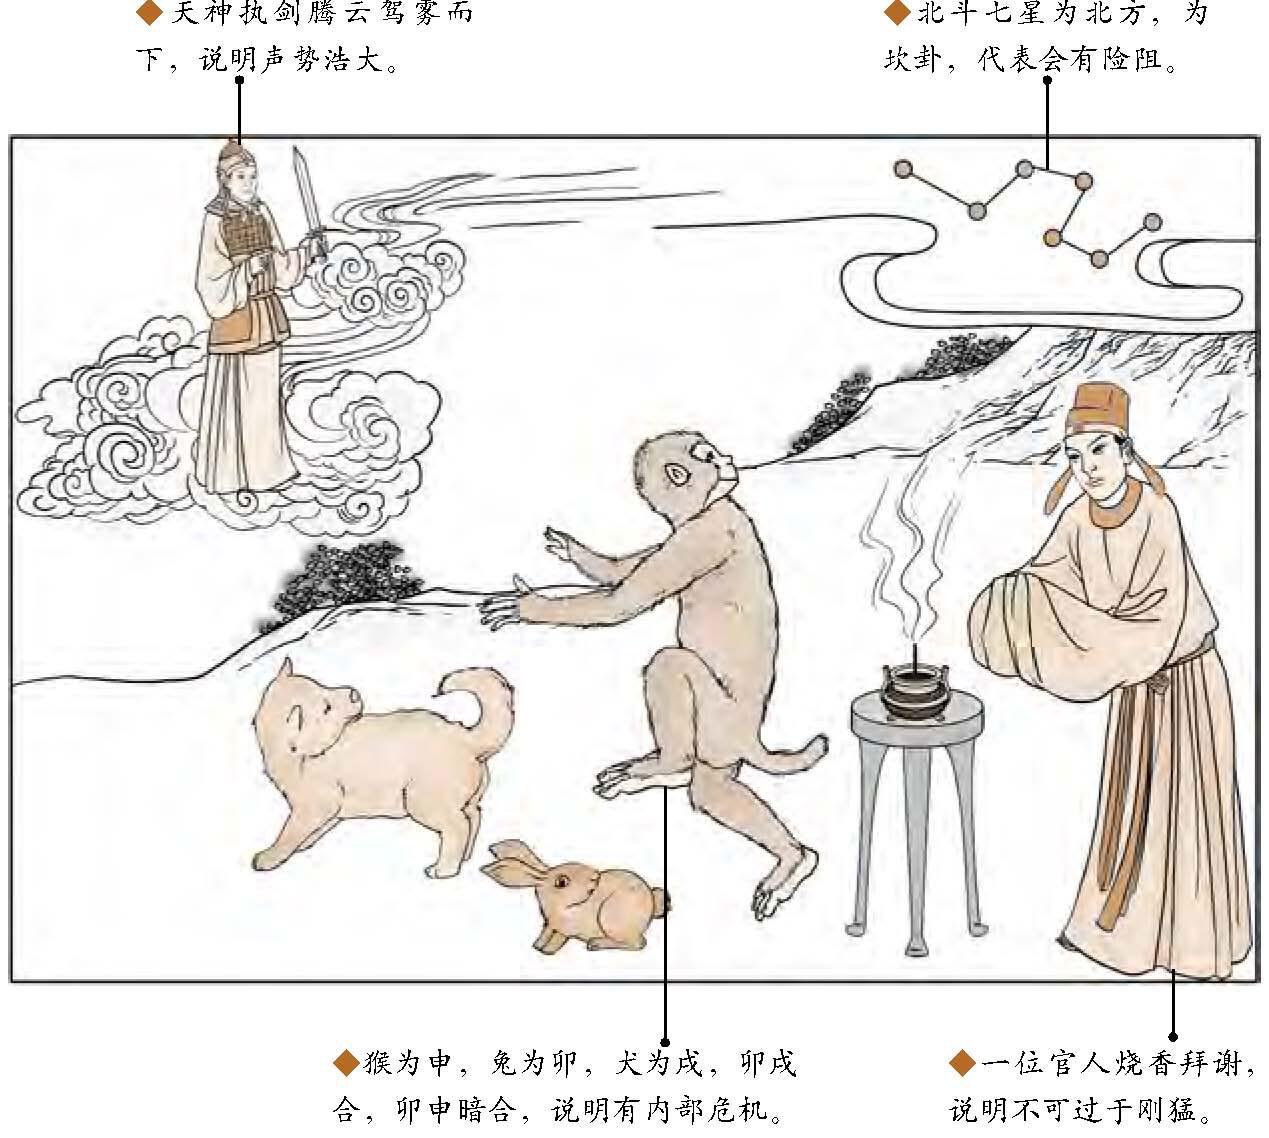 ◆天神执剑腾云驾雾而
下，说明声势浩大。
◆北斗七星为北方，为
坎卦，代表会有险阻。
◆猴为申，兔为卯，犬为戌，卯戌
合，卯申暗合，说明有内部危机。
◆一位官人烧香拜谢，
说明不可过于刚猛。